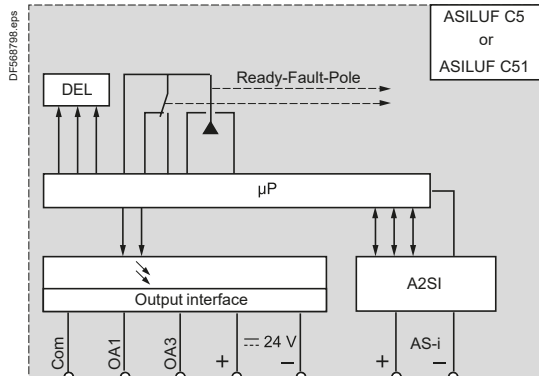 DF568798.eps
ASILUF C5
or
ASILUF C51
DEL
Ready-Fault-Pole
µP
Output interface
A2SI
Com
OA1
OA3
+
24 V
–
+
AS-i
–